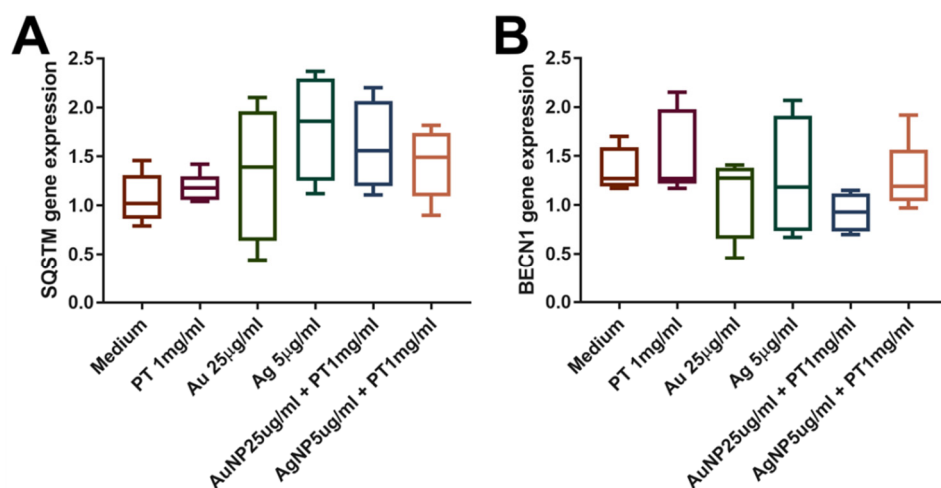 A
SQSTM gene expression
2.5
2.0
1.5
1.0
0.5
0.0
Medium
PT 1mg/ml
Au 25μg/ml
Ag 5μg/ml
AuNP25ug/ml + PT1mg/ml
AgNP5ug/ml + PT1mg/ml
B
BECN1 gene expression
2.5
2.0
1.5
1.0
0.5
0.0
Medium
PT 1mg/ml
Au 25μg/ml
Ag 5μg/ml
AuNP25ug/ml + PT1mg/ml
AgNP5ug/ml + PT1mg/ml